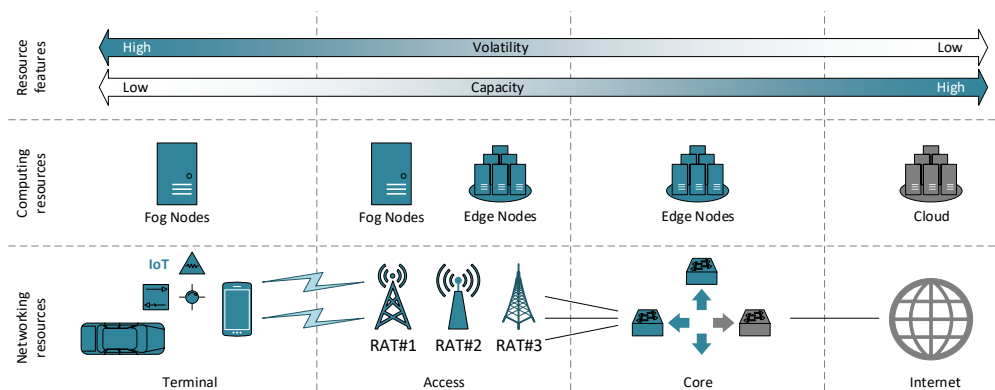 Resource
features
High
Volatility
Low
Low
Capacity
High
Computing
resources
Fog Nodes
Fog Nodes
Edge Nodes
Edge Nodes
Cloud
Networking
resources
IoT
RAT#1
RAT#2
RAT#3
Terminal
Access
Core
Internet